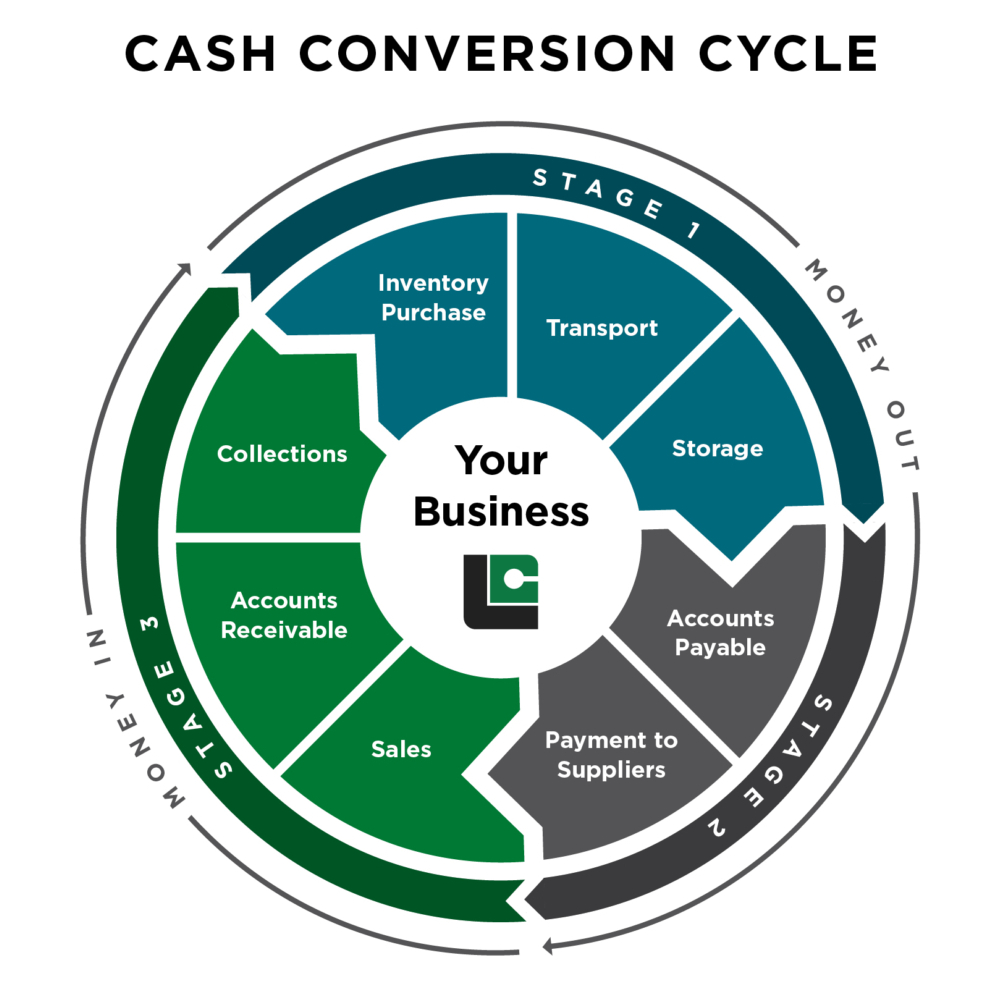 CASH CONVERSION CYCLE
STAGE 1
MONEY OUT
Inventory
Purchase
Transport
Storage
Your
Business
Accounts
Payable
Payment to
Suppliers
STAGE 2
Sales
Accounts
Receivable
Collections
STAGE 3
MONEY IN